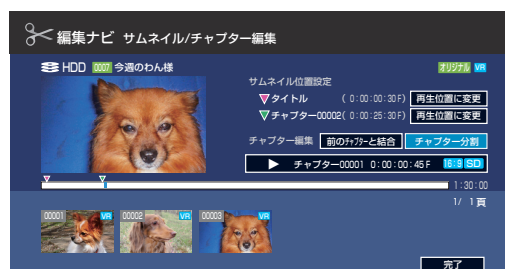 編集ナビ サムネイル/チャプター編集
HDD 0007 今週のわん様
オリジナル VR
サムネイル位置設定
▽タイトル ( 0:00:00:30F) 再生位置に変更
▽チャプター00002( 0:00:25:30F) 再生位置に変更
チャプター編集 前のチャプターと結合 チャプター分割
▶ チャプター00001 0:00:00:45F 16:9 SD
1:30:00
1/ 1頁
00001 VR 00002 VR 00003 VR
完了